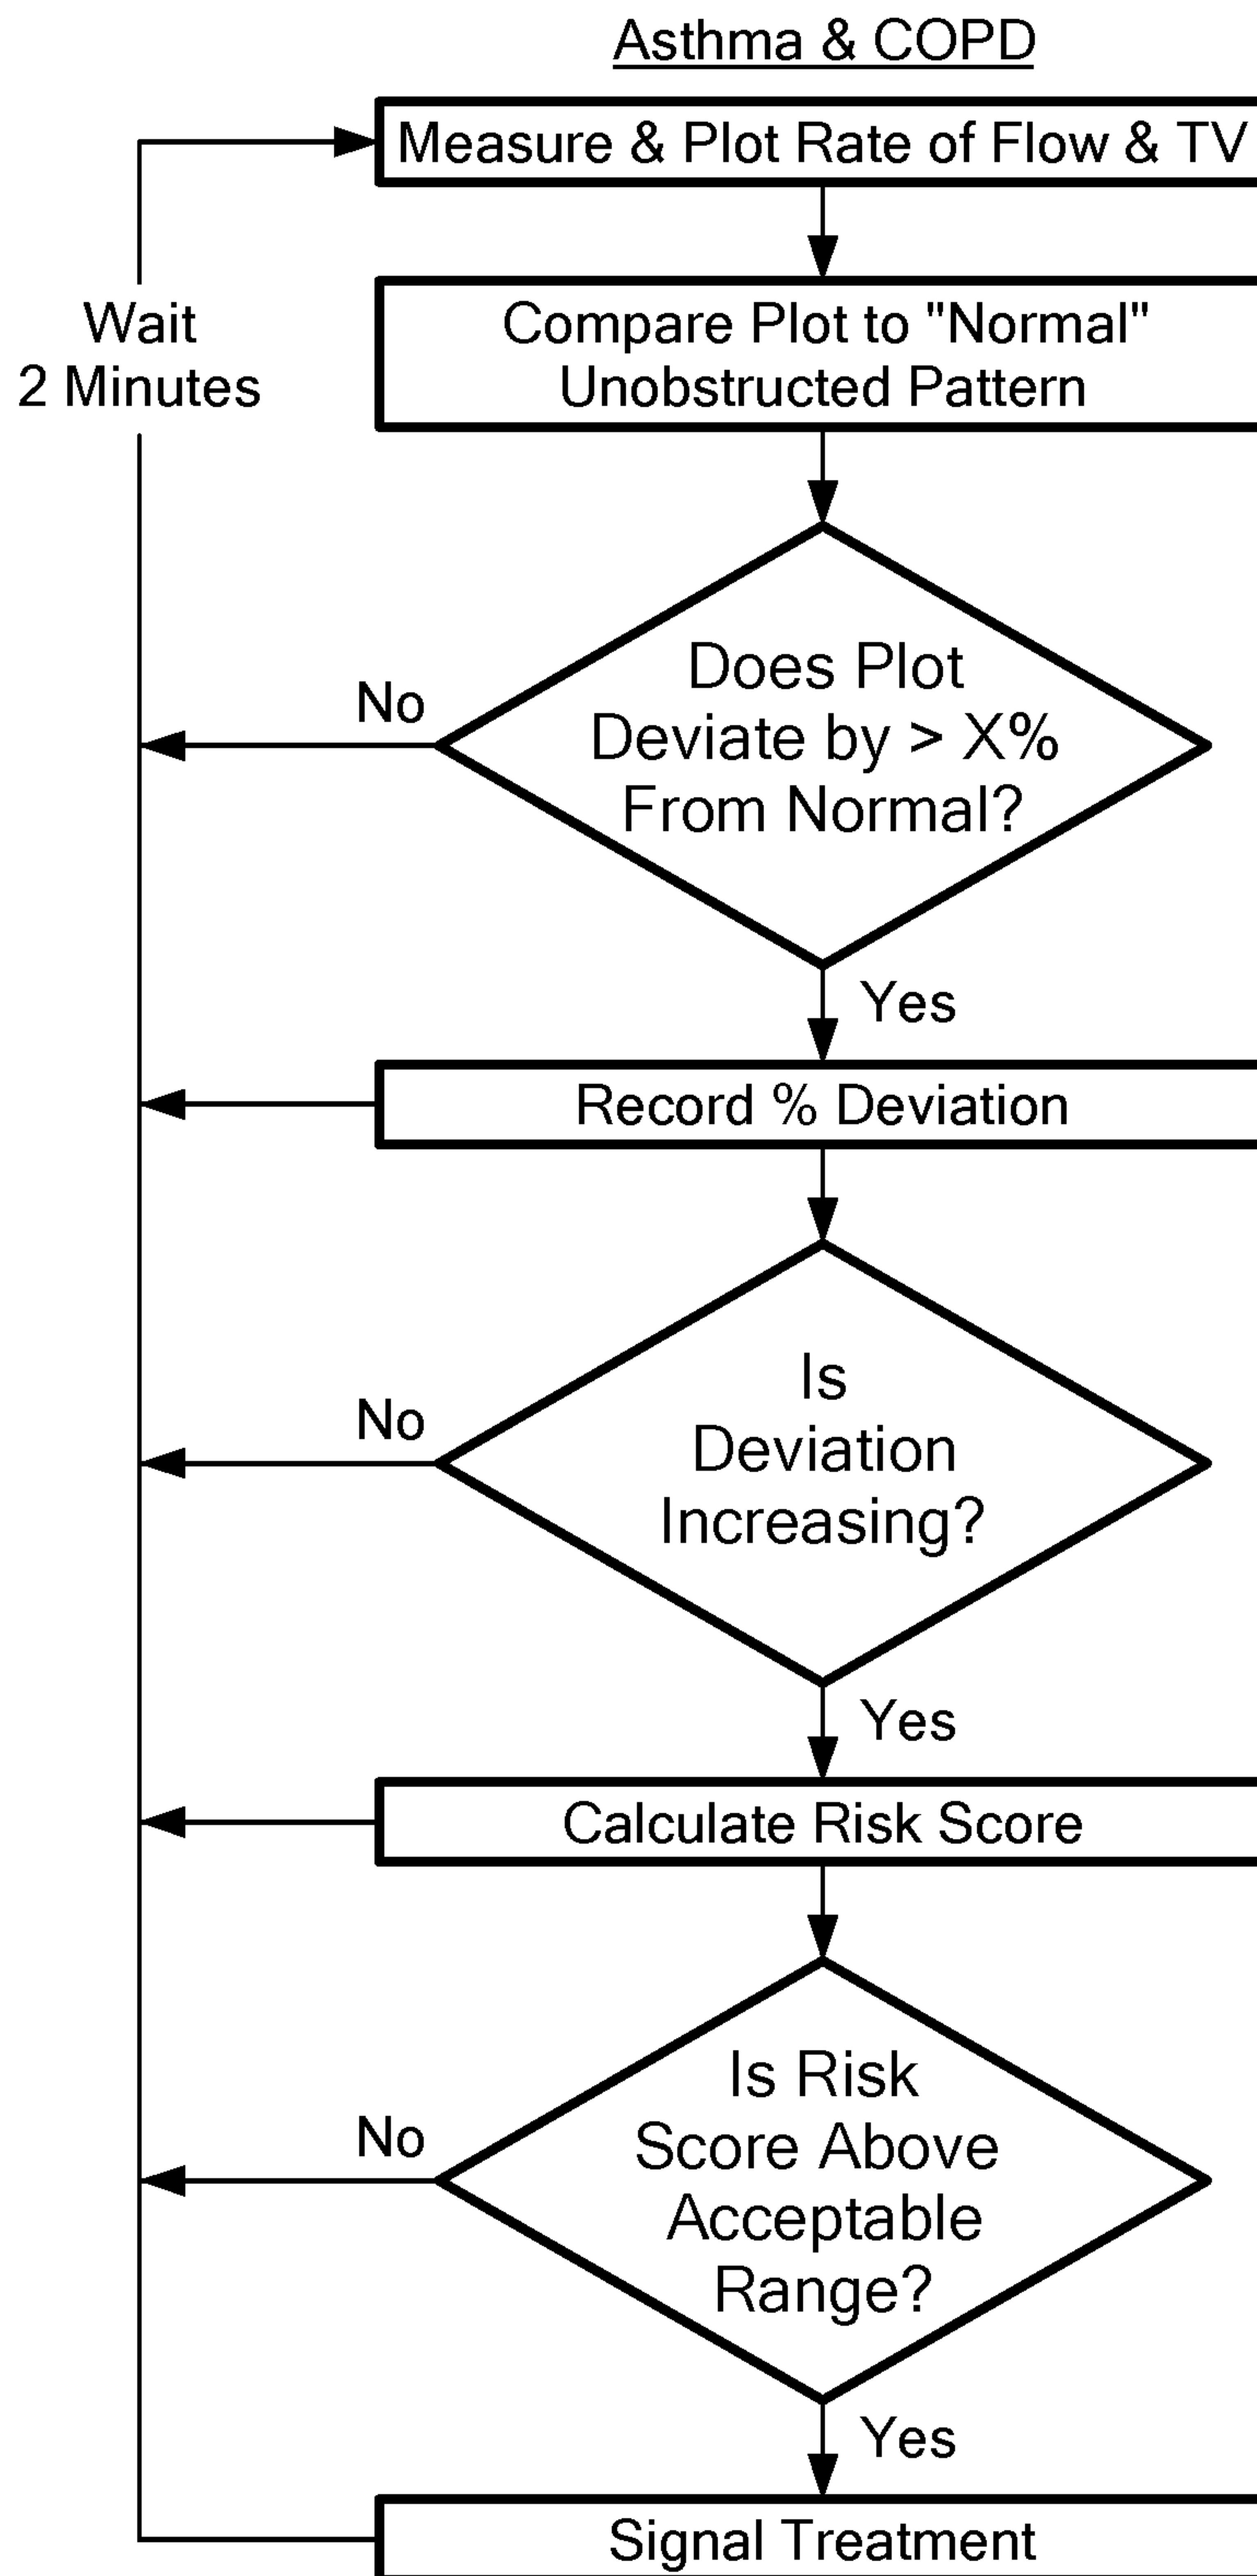 Asthma & COPD
Measure & Plot Rate of Flow & TV
Wait
2 Minutes
Compare Plot to "Normal"
Unobstructed Pattern
Does Plot
Deviate by > X%
From Normal?
No
Yes
Record % Deviation
Is
Deviation
Increasing?
No
Yes
Calculate Risk Score
Is Risk
Score Above
Acceptable
Range?
No
Yes
Signal Treatment